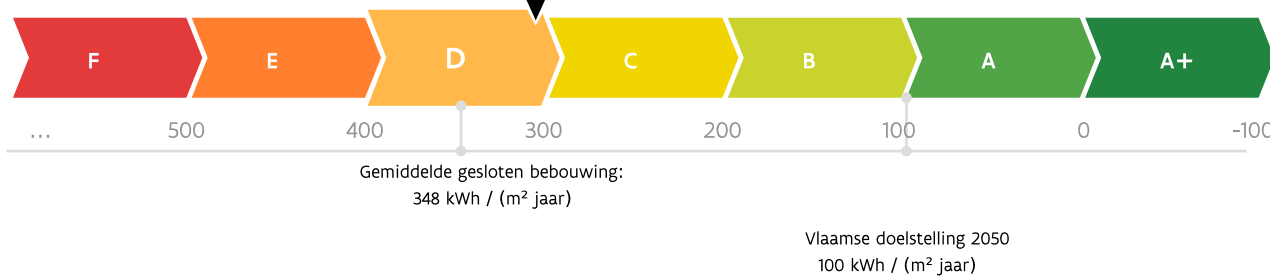 F E D C B A A+
... 500 400 300 200 100 0 -100
Gemiddelde gesloten bebouwing:
348 kWh / (m² jaar)
Vlaamse doelstelling 2050
100 kWh / (m² jaar)